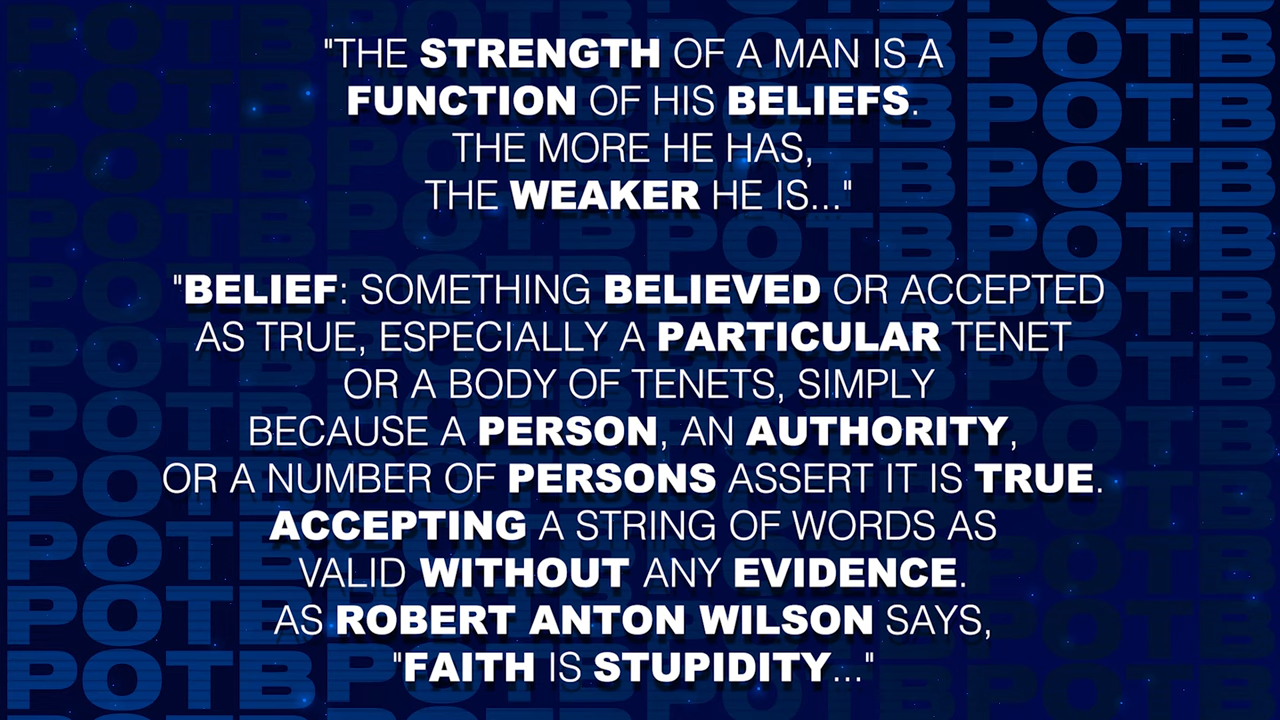 "THE STRENGTH OF A MAN IS A
FUNCTION OF HIS BELIEFS.
THE MORE HE HAS,
THE WEAKER HE IS..."
"BELIEF: SOMETHING BELIEVED OR ACCEPTED
AS TRUE, ESPECIALLY A PARTICULAR TENET
OR A BODY OF TENETS, SIMPLY
BECAUSE A PERSON, AN AUTHORITY,
OR A NUMBER OF PERSONS ASSERT IT IS TRUE.
ACCEPTING A STRING OF WORDS AS
VALID WITHOUT ANY EVIDENCE.
AS ROBERT ANTON WILSON SAYS,
"FAITH IS STUPIDITY..."
POTB